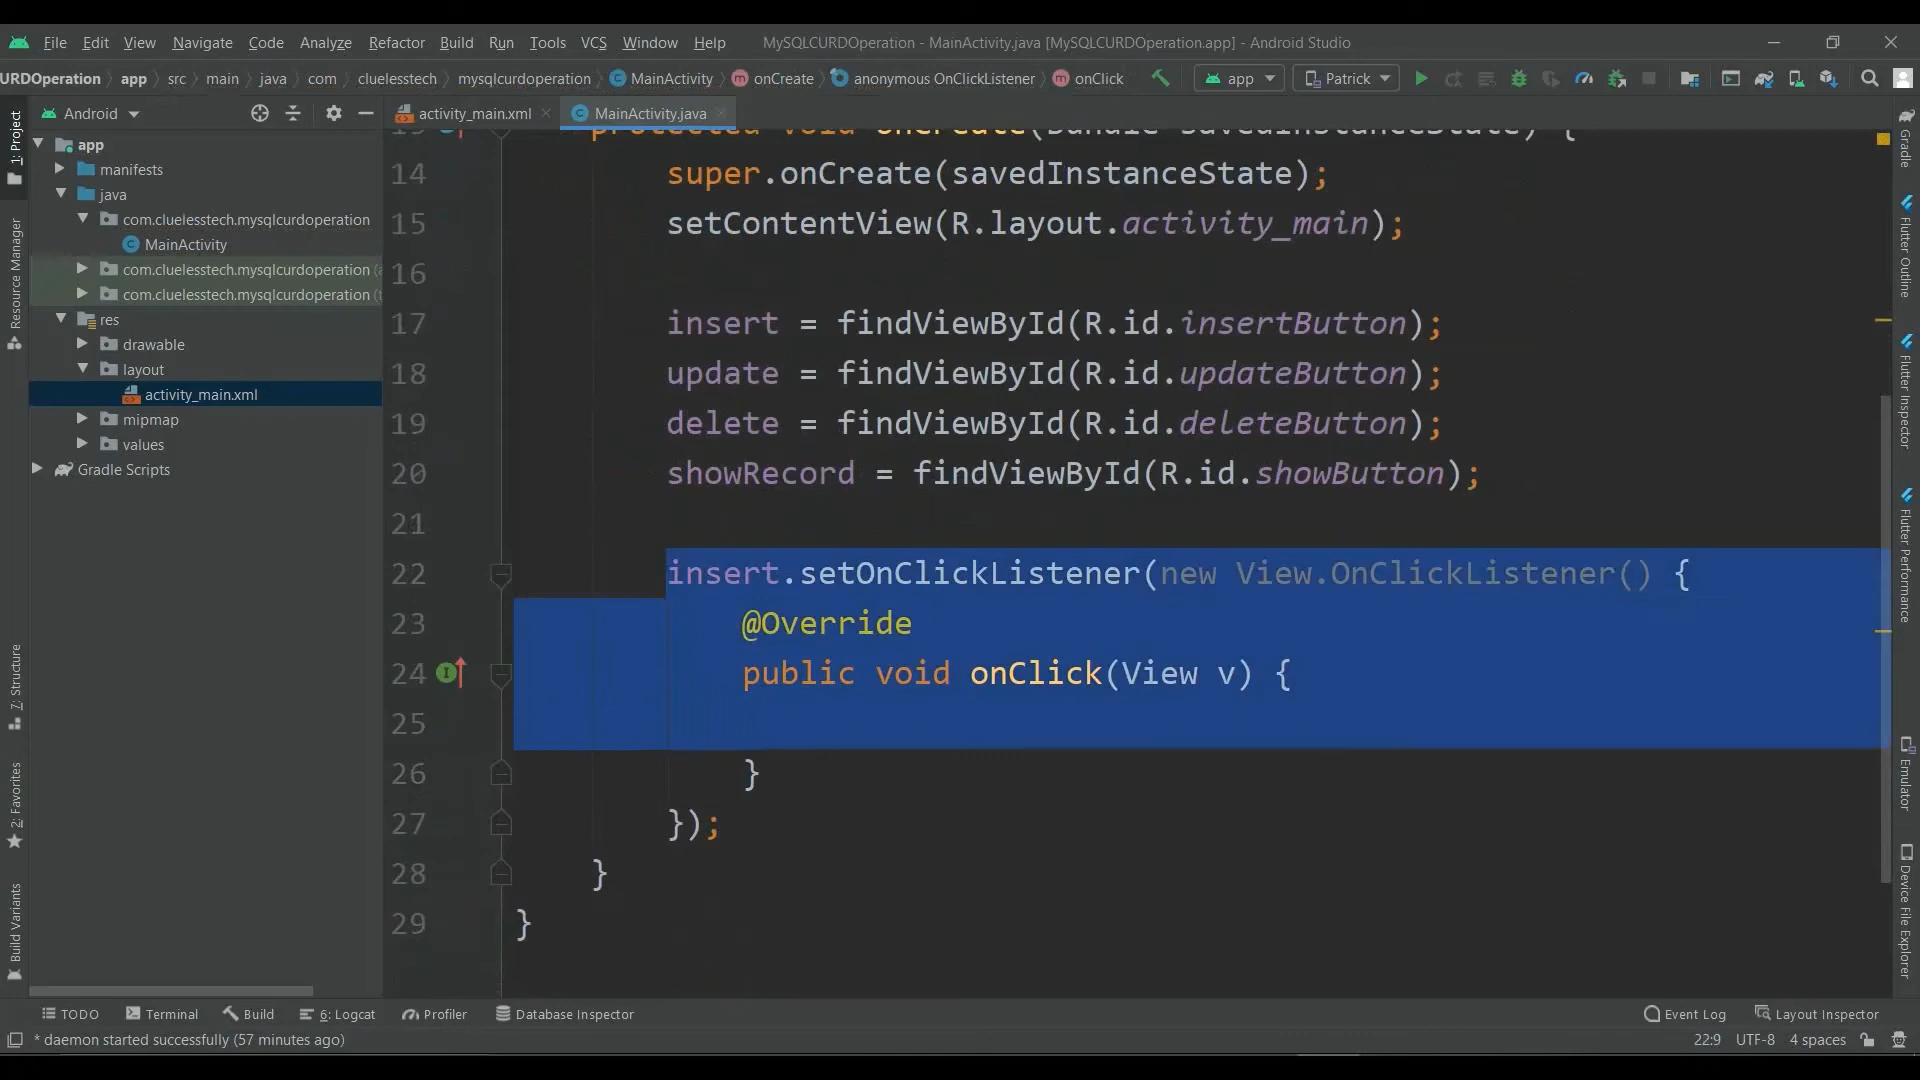 File Edit View Navigate Code Analyze Refactor Build Run Tools VCS Window Help MySQLCURDOperation - MainActivity.java [MySQLCURDOperation.app] - Android Studio
URDOperation app src main java com cluelesstech mysqlcurdoperation MainActivity onCreate anonymous OnClickListener onClick app Patrick
Android activity_main.xml MainActivity.java
1: Project
Resource Manager
7: Structure
2: Favorites
Build Variants
app
manifests
java
com.cluelesstech.mysqlcurdoperation
MainActivity
com.cluelesstech.mysqlcurdoperation (a
com.cluelesstech.mysqlcurdoperation (t
res
drawable
layout
activity_main.xml
mipmap
values
Gradle Scripts
protected void onCreate(Bundle savedInstanceState) {
14 super.onCreate(savedInstanceState);
15 setContentView(R.layout.activity_main);
16
17 insert = findViewById(R.id.insertButton);
18 update = findViewById(R.id.updateButton);
19 delete = findViewById(R.id.deleteButton);
20 showRecord = findViewById(R.id.showButton);
21
22 insert.setOnClickListener(new View.OnClickListener() {
23 @Override
24 public void onClick(View v) {
25
26 }
27 });
28 }
29 }
Gradle
Flutter Outline
Flutter Inspector
Flutter Performance
Emulator
Device File Explorer
TODO Terminal Build 6: Logcat Profiler Database Inspector Event Log Layout Inspector
* daemon started successfully (57 minutes ago) 22:9 UTF-8 4 spaces